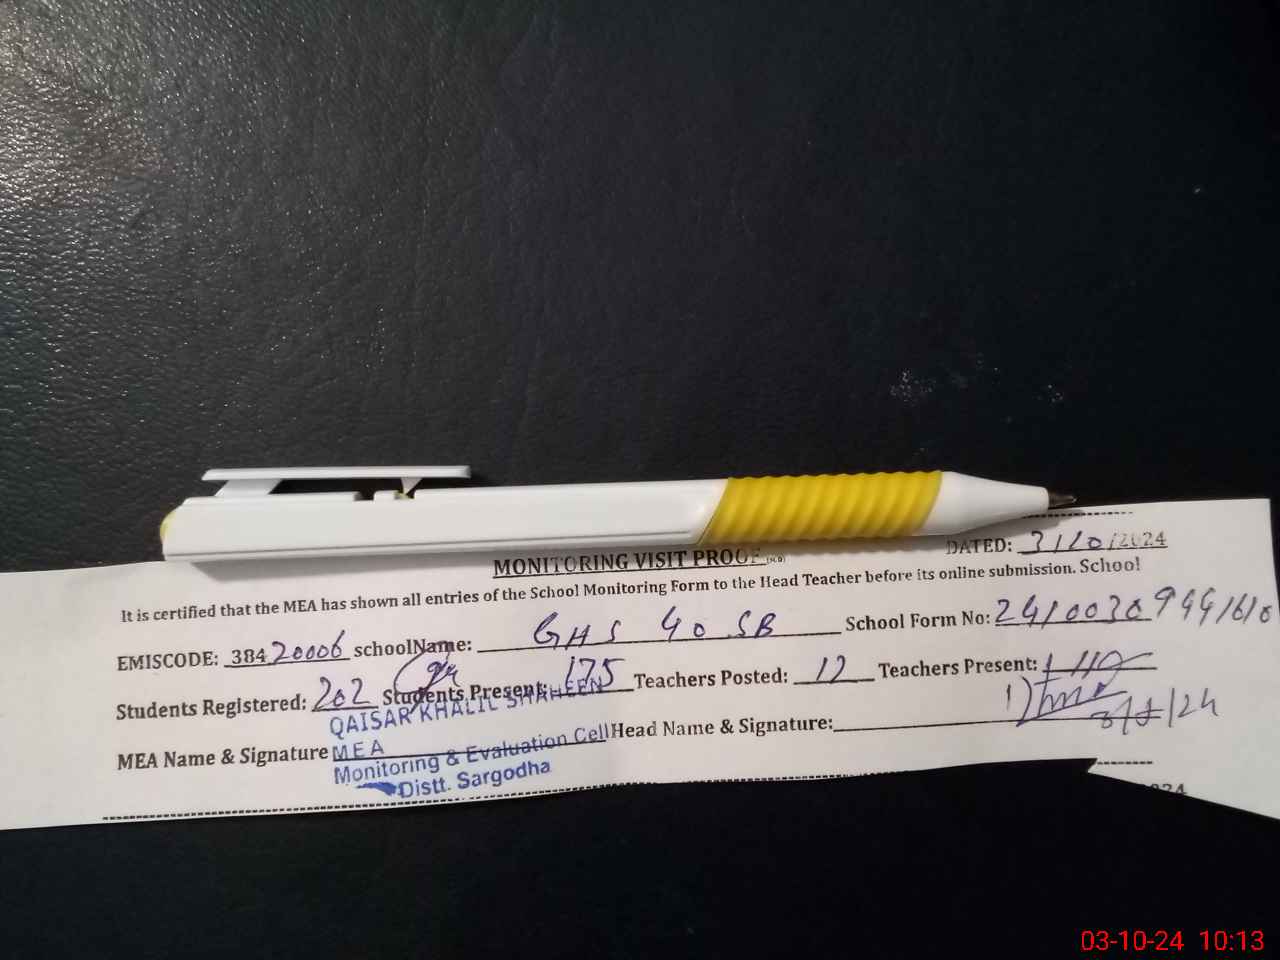 MONITORING VISIT PROOF
DATED: 3/10/2024
It is certified that the MEA has shown all entries of the School Monitoring Form to the Head Teacher before its online submission. School
EMISCODE: 38420006 schoolName: GHS 40 SB School Form No:
Students Registered: 202 Students Present: 175 Teachers Posted: 12 Teachers Present:
QAISAR KHALIL SHAHEEN
MEA Name & Signature MEA Head Name & Signature:
Monitoring & Evaluation Cell
Distt. Sargodha
03-10-24 10:13